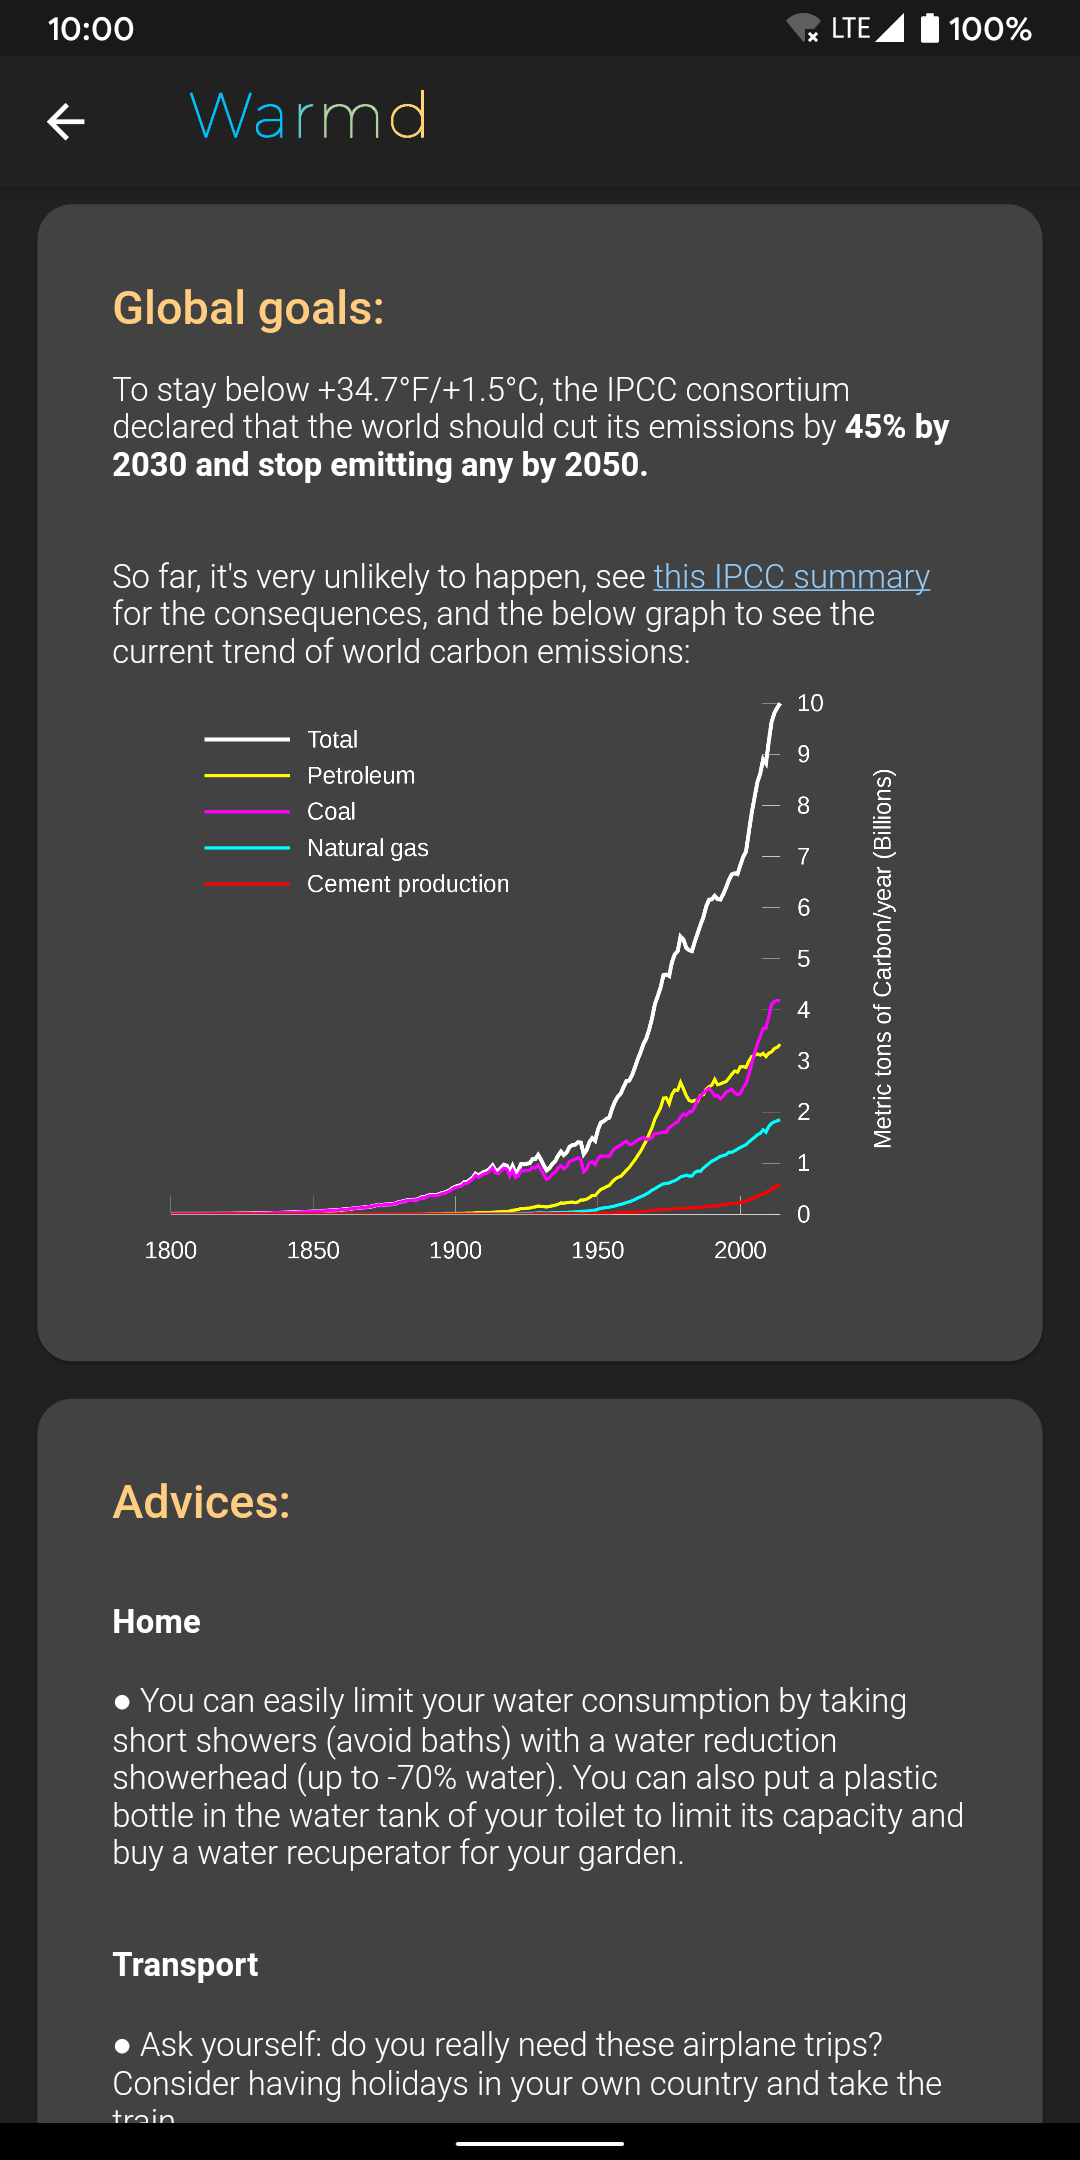 10:00
LTE 100%
Warmd
Global goals:
To stay below +34.7°F/+1.5°C, the IPCC consortium
declared that the world should cut its emissions by 45% by
2030 and stop emitting any by 2050.
So far, it's very unlikely to happen, see this IPCC summary
for the consequences, and the below graph to see the
current trend of world carbon emissions:
Total
Petroleum
Coal
Natural gas
Cement production
10
9
8
7
6
5
4
3
2
1
0
Metric tons of Carbon/year (Billions)
1800 1850 1900 1950 2000
Advices:
Home
● You can easily limit your water consumption by taking
short showers (avoid baths) with a water reduction
showerhead (up to -70% water). You can also put a plastic
bottle in the water tank of your toilet to limit its capacity and
buy a water recuperator for your garden.
Transport
● Ask yourself: do you really need these airplane trips?
Consider having holidays in your own country and take the
train